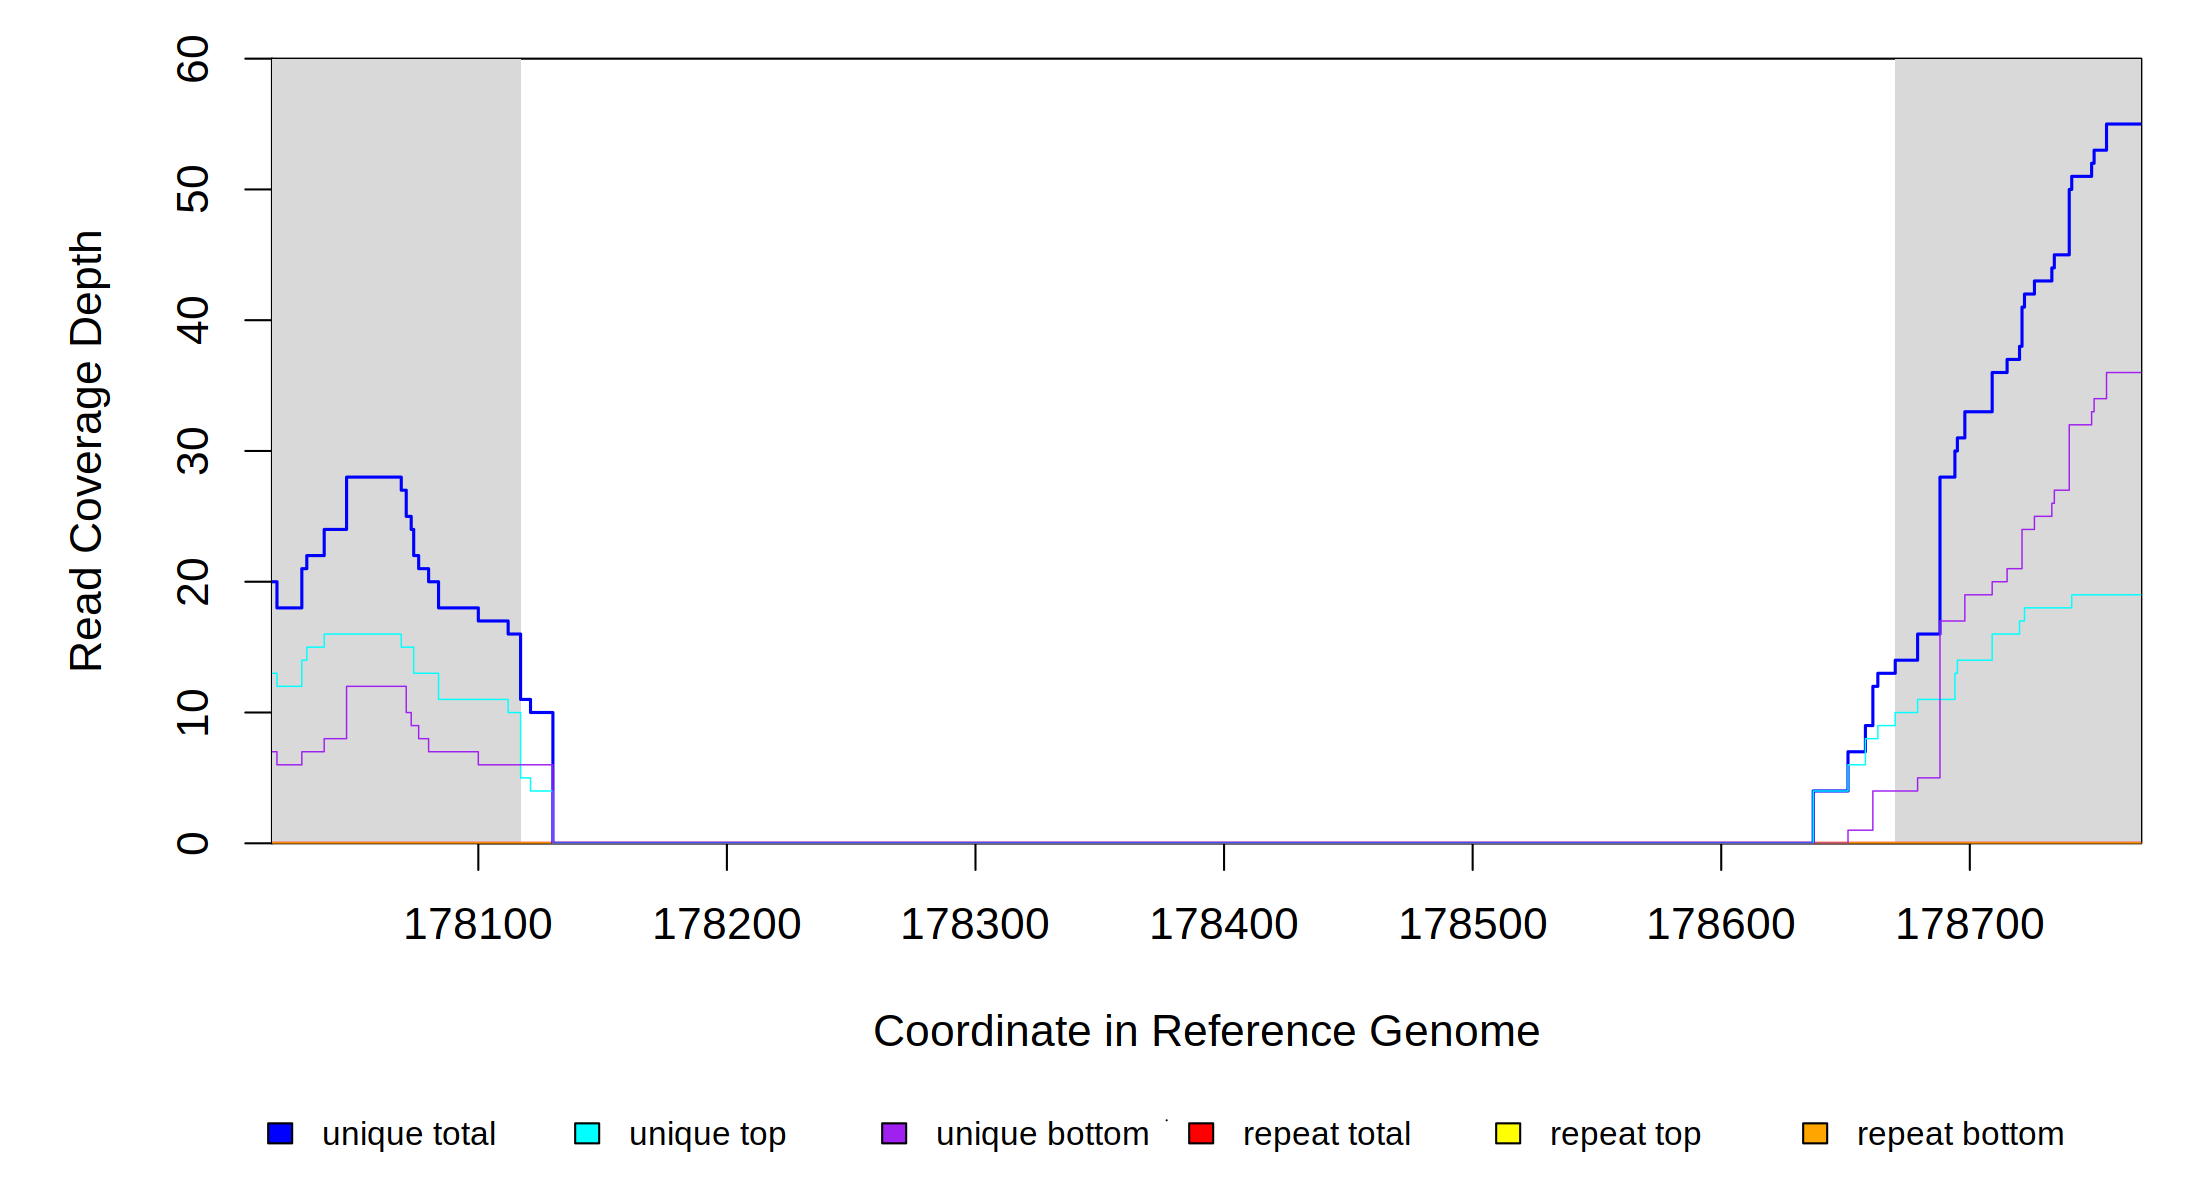 60
50
40
30
20
10
0
Read Coverage Depth
178100 178200 178300 178400 178500 178600 178700
Coordinate in Reference Genome
unique total unique top unique bottom repeat total repeat top repeat bottom